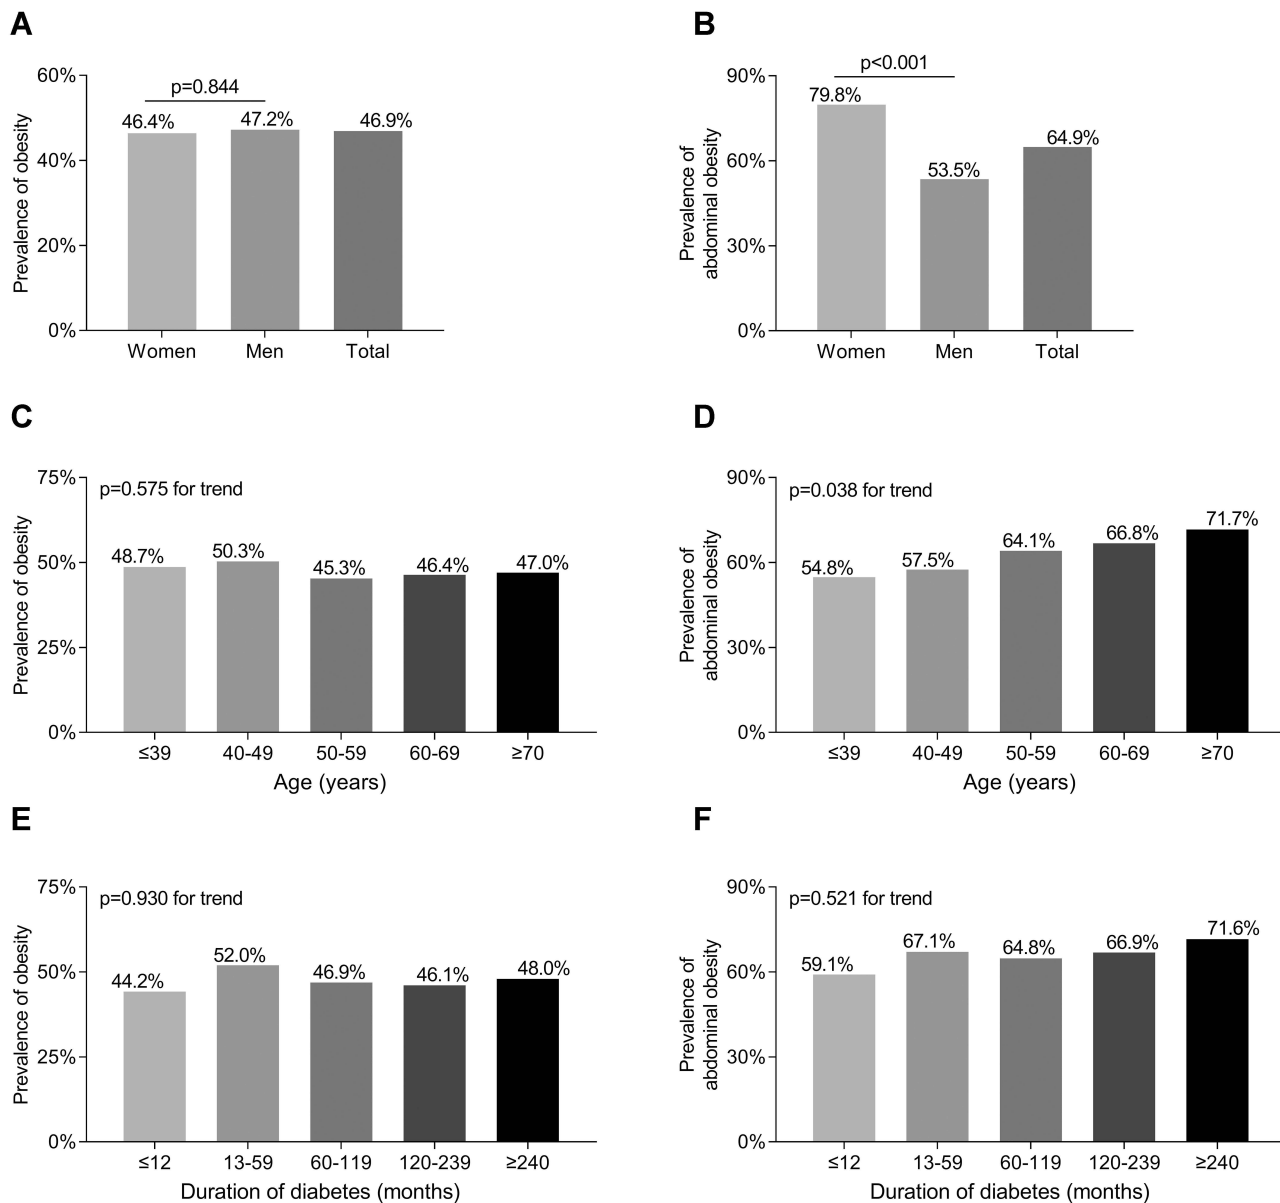 A
Prevalence of obesity
60%
40%
20%
0%
p=0.844
46.4%
47.2%
46.9%
Women
Men
Total
B
Prevalence of
abdominal obesity
90%
60%
30%
0%
p<0.001
79.8%
53.5%
64.9%
Women
Men
Total
C
Prevalence of obesity
75%
50%
25%
0%
p=0.575 for trend
48.7%
50.3%
45.3%
46.4%
47.0%
≤39
40-49
50-59
60-69
≥70
Age (years)
D
Prevalence of
abdominal obesity
90%
60%
30%
0%
p=0.038 for trend
54.8%
57.5%
64.1%
66.8%
71.7%
≤39
40-49
50-59
60-69
≥70
Age (years)
E
Prevalence of obesity
75%
50%
25%
0%
p=0.930 for trend
44.2%
52.0%
46.9%
46.1%
48.0%
≤12
13-59
60-119
120-239
≥240
Duration of diabetes (months)
F
Prevalence of
abdominal obesity
90%
60%
30%
0%
p=0.521 for trend
59.1%
67.1%
64.8%
66.9%
71.6%
≤12
13-59
60-119
120-239
≥240
Duration of diabetes (months)